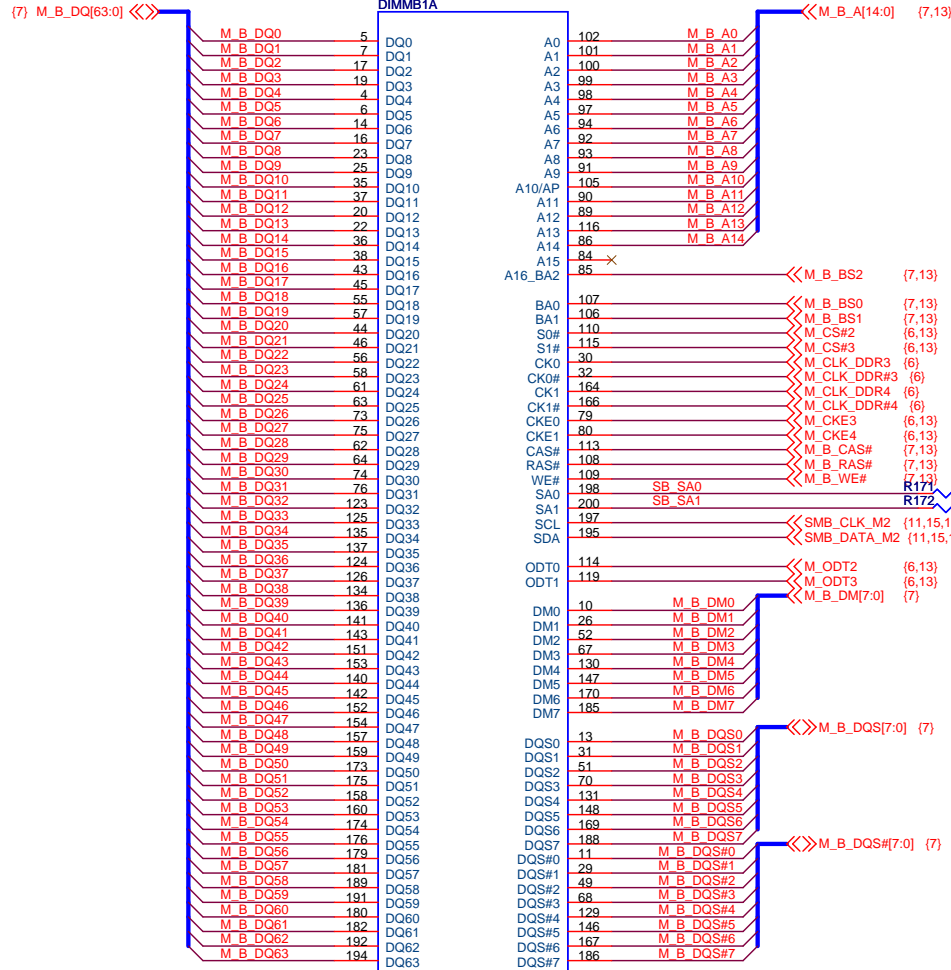 DIMMB1A
{7} M_B_DQ[63:0] M_B_A[14:0] {7,13}
M_B_DQ0 5 DQ0 A0 102 M_B_A0
M_B_DQ1 7 DQ1 A1 101 M_B_A1
M_B_DQ2 17 DQ2 A2 100 M_B_A2
M_B_DQ3 19 DQ3 A3 99 M_B_A3
M_B_DQ4 4 DQ4 A4 98 M_B_A4
M_B_DQ5 6 DQ5 A5 97 M_B_A5
M_B_DQ6 14 DQ6 A6 94 M_B_A6
M_B_DQ7 16 DQ7 A7 92 M_B_A7
M_B_DQ8 23 DQ8 A8 93 M_B_A8
M_B_DQ9 25 DQ9 A9 91 M_B_A9
M_B_DQ10 35 DQ10 A10/AP 105 M_B_A10
M_B_DQ11 37 DQ11 A11 90 M_B_A11
M_B_DQ12 20 DQ12 A12 89 M_B_A12
M_B_DQ13 22 DQ13 A13 116 M_B_A13
M_B_DQ14 36 DQ14 A14 86 M_B_A14
M_B_DQ15 38 DQ15 A15 84
M_B_DQ16 43 DQ16 A16_BA2 85 M_B_BS2 {7,13}
M_B_DQ17 45 DQ17
M_B_DQ18 55 DQ18 BA0 107 M_B_BS0 {7,13}
M_B_DQ19 57 DQ19 BA1 106 M_B_BS1 {7,13}
M_B_DQ20 44 DQ20 S0# 110 M_CS#2 {6,13}
M_B_DQ21 46 DQ21 S1# 115 M_CS#3 {6,13}
M_B_DQ22 56 DQ22 CK0 30 M_CLK_DDR3 {6}
M_B_DQ23 58 DQ23 CK0# 32 M_CLK_DDR#3 {6}
M_B_DQ24 61 DQ24 CK1 164 M_CLK_DDR4 {6}
M_B_DQ25 63 DQ25 CK1# 166 M_CLK_DDR#4 {6}
M_B_DQ26 73 DQ26 CKE0 79 M_CKE3 {6,13}
M_B_DQ27 75 DQ27 CKE1 80 M_CKE4 {6,13}
M_B_DQ28 62 DQ28 CAS# 113 M_B_CAS# {7,13}
M_B_DQ29 64 DQ29 RAS# 108 M_B_RAS# {7,13}
M_B_DQ30 74 DQ30 WE# 109 M_B_WE# {7,13}
M_B_DQ31 76 DQ31 SA0 198 SB_SA0 R171
M_B_DQ32 123 DQ32 SA1 200 SB_SA1 R172
M_B_DQ33 125 DQ33 SCL 197 SMB_CLK_M2 {11,15,1
M_B_DQ34 135 DQ34 SDA 195 SMB_DATA_M2 {11,15,1
M_B_DQ35 137 DQ35
M_B_DQ36 124 DQ36 ODT0 114 M_ODT2 {6,13}
M_B_DQ37 126 DQ37 ODT1 119 M_ODT3 {6,13}
M_B_DQ38 134 DQ38 M_B_DM[7:0] {7}
M_B_DQ39 136 DQ39 DM0 10 M_B_DM0
M_B_DQ40 141 DQ40 DM1 26 M_B_DM1
M_B_DQ41 143 DQ41 DM2 52 M_B_DM2
M_B_DQ42 151 DQ42 DM3 67 M_B_DM3
M_B_DQ43 153 DQ43 DM4 130 M_B_DM4
M_B_DQ44 140 DQ44 DM5 147 M_B_DM5
M_B_DQ45 142 DQ45 DM6 170 M_B_DM6
M_B_DQ46 152 DQ46 DM7 185 M_B_DM7
M_B_DQ47 154 DQ47 M_B_DQS[7:0] {7}
M_B_DQ48 157 DQ48 DQS0 13 M_B_DQS0
M_B_DQ49 159 DQ49 DQS1 31 M_B_DQS1
M_B_DQ50 173 DQ50 DQS2 51 M_B_DQS2
M_B_DQ51 175 DQ51 DQS3 70 M_B_DQS3
M_B_DQ52 158 DQ52 DQS4 131 M_B_DQS4
M_B_DQ53 160 DQ53 DQS5 148 M_B_DQS5
M_B_DQ54 174 DQ54 DQS6 169 M_B_DQS6
M_B_DQ55 176 DQ55 DQS7 188 M_B_DQS7 M_B_DQS#[7:0] {7}
M_B_DQ56 179 DQ56 DQS#0 11 M_B_DQS#0
M_B_DQ57 181 DQ57 DQS#1 29 M_B_DQS#1
M_B_DQ58 189 DQ58 DQS#2 49 M_B_DQS#2
M_B_DQ59 191 DQ59 DQS#3 68 M_B_DQS#3
M_B_DQ60 180 DQ60 DQS#4 129 M_B_DQS#4
M_B_DQ61 182 DQ61 DQS#5 146 M_B_DQS#5
M_B_DQ62 192 DQ62 DQS#6 167 M_B_DQS#6
M_B_DQ63 194 DQ63 DQS#7 186 M_B_DQS#7